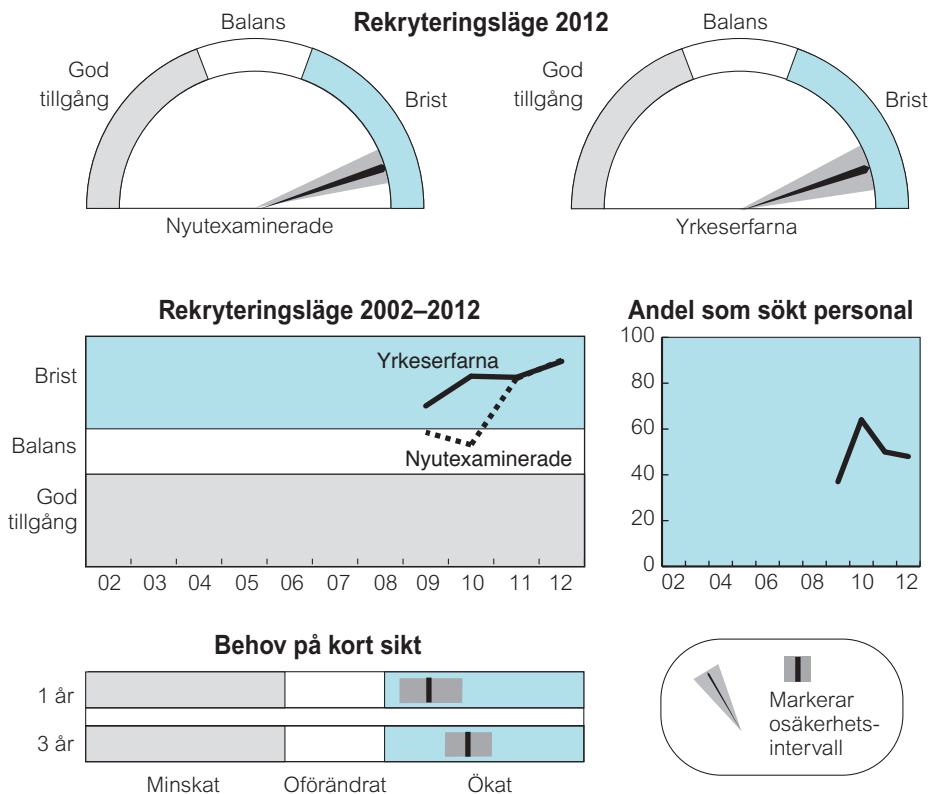 Rekryteringsläge 2012
Balans
God
tillgång
Brist
Nyutexaminerade
Balans
God
tillgång
Brist
Yrkeserfarna
Rekryteringsläge 2002–2012
Brist
Balans
God
tillgång
Yrkeserfarna
Nyutexaminerade
02 03 04 05 06 07 08 09 10 11 12
Andel som sökt personal
100
80
60
40
20
0
02 04 06 08 10 12
Behov på kort sikt
1 år
3 år
Minskat Oförändrat Ökat
Markerar
osäkerhets-
intervall